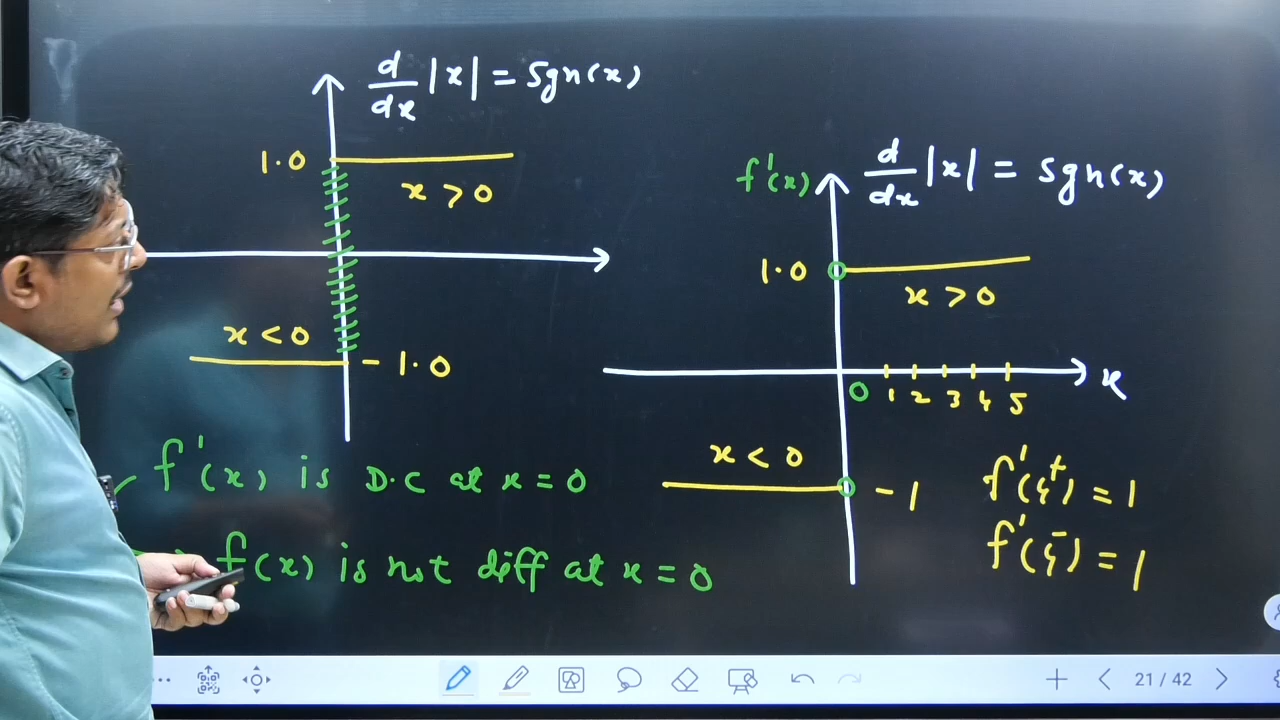 d/dx |x| = Sgn(x)
1.0
x > 0
x < 0
- 1.0
f'(x) is D.C at x = 0
f(x) is not diff at x = 0
f'(x)
d/dx |x| = sgn(x)
1.0
x > 0
0 1 2 3 4 5
x
x < 0
- 1
f'(ς⁺) = 1
f'(ς⁻) = 1
21 / 42